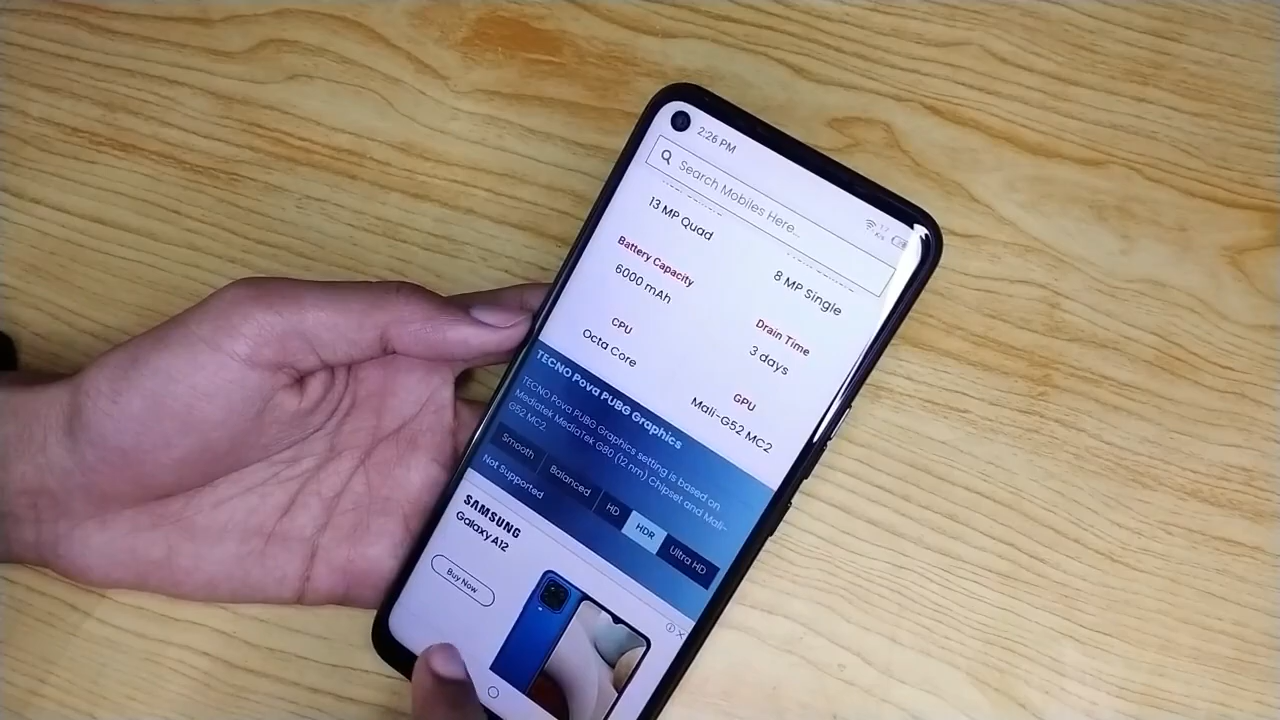 2:26 PM
Search Mobiles Here...
13 MP Quad
8 MP Single
Battery Capacity
6000 mAh
Drain Time
3 days
CPU
Octa Core
GPU
Mali-G52 MC2
TECNO Pova PUBG Graphics
TECNO Pova PUBG Graphics setting is based on
Mediatek MediaTek G80 (12 nm) Chipset and Mali-
G52 MC2.
Smooth
Balanced
HD
HDR
Ultra HD
Not Supported
SAMSUNG
Galaxy A12
Buy Now